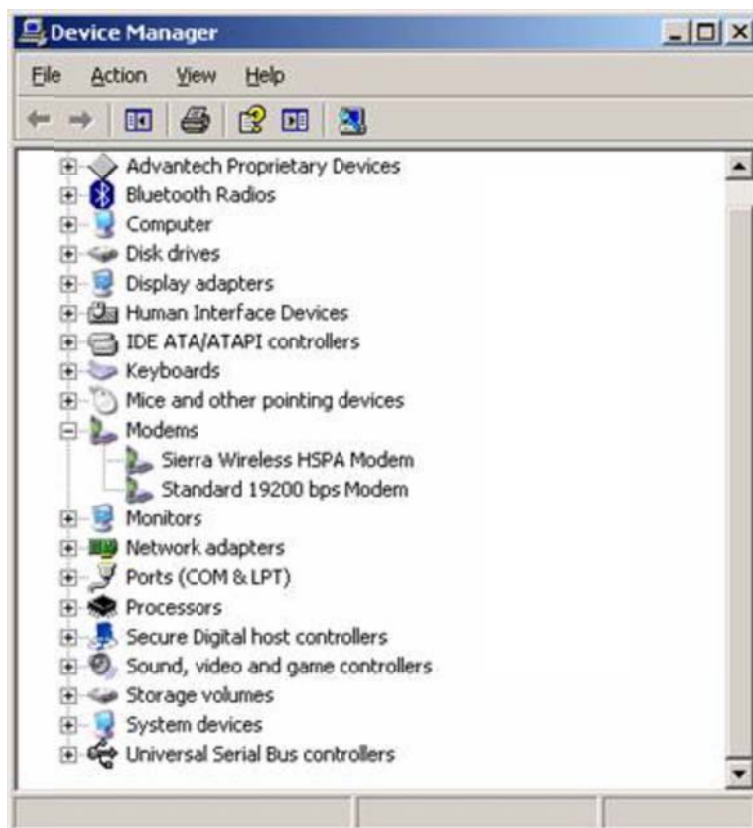 Device Manager
File Action View Help
Advantech Proprietary Devices
Bluetooth Radios
Computer
Disk drives
Display adapters
Human Interface Devices
IDE ATA/ATAPI controllers
Keyboards
Mice and other pointing devices
Modems
Sierra Wireless HSPA Modem
Standard 19200 bps Modem
Monitors
Network adapters
Ports (COM & LPT)
Processors
Secure Digital host controllers
Sound, video and game controllers
Storage volumes
System devices
Universal Serial Bus controllers